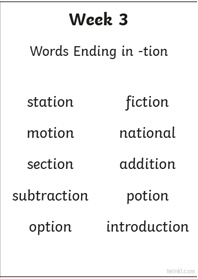 Week 3
Words Ending in -tion
station fiction
motion national
section addition
subtraction potion
option introduction
twinkl.com